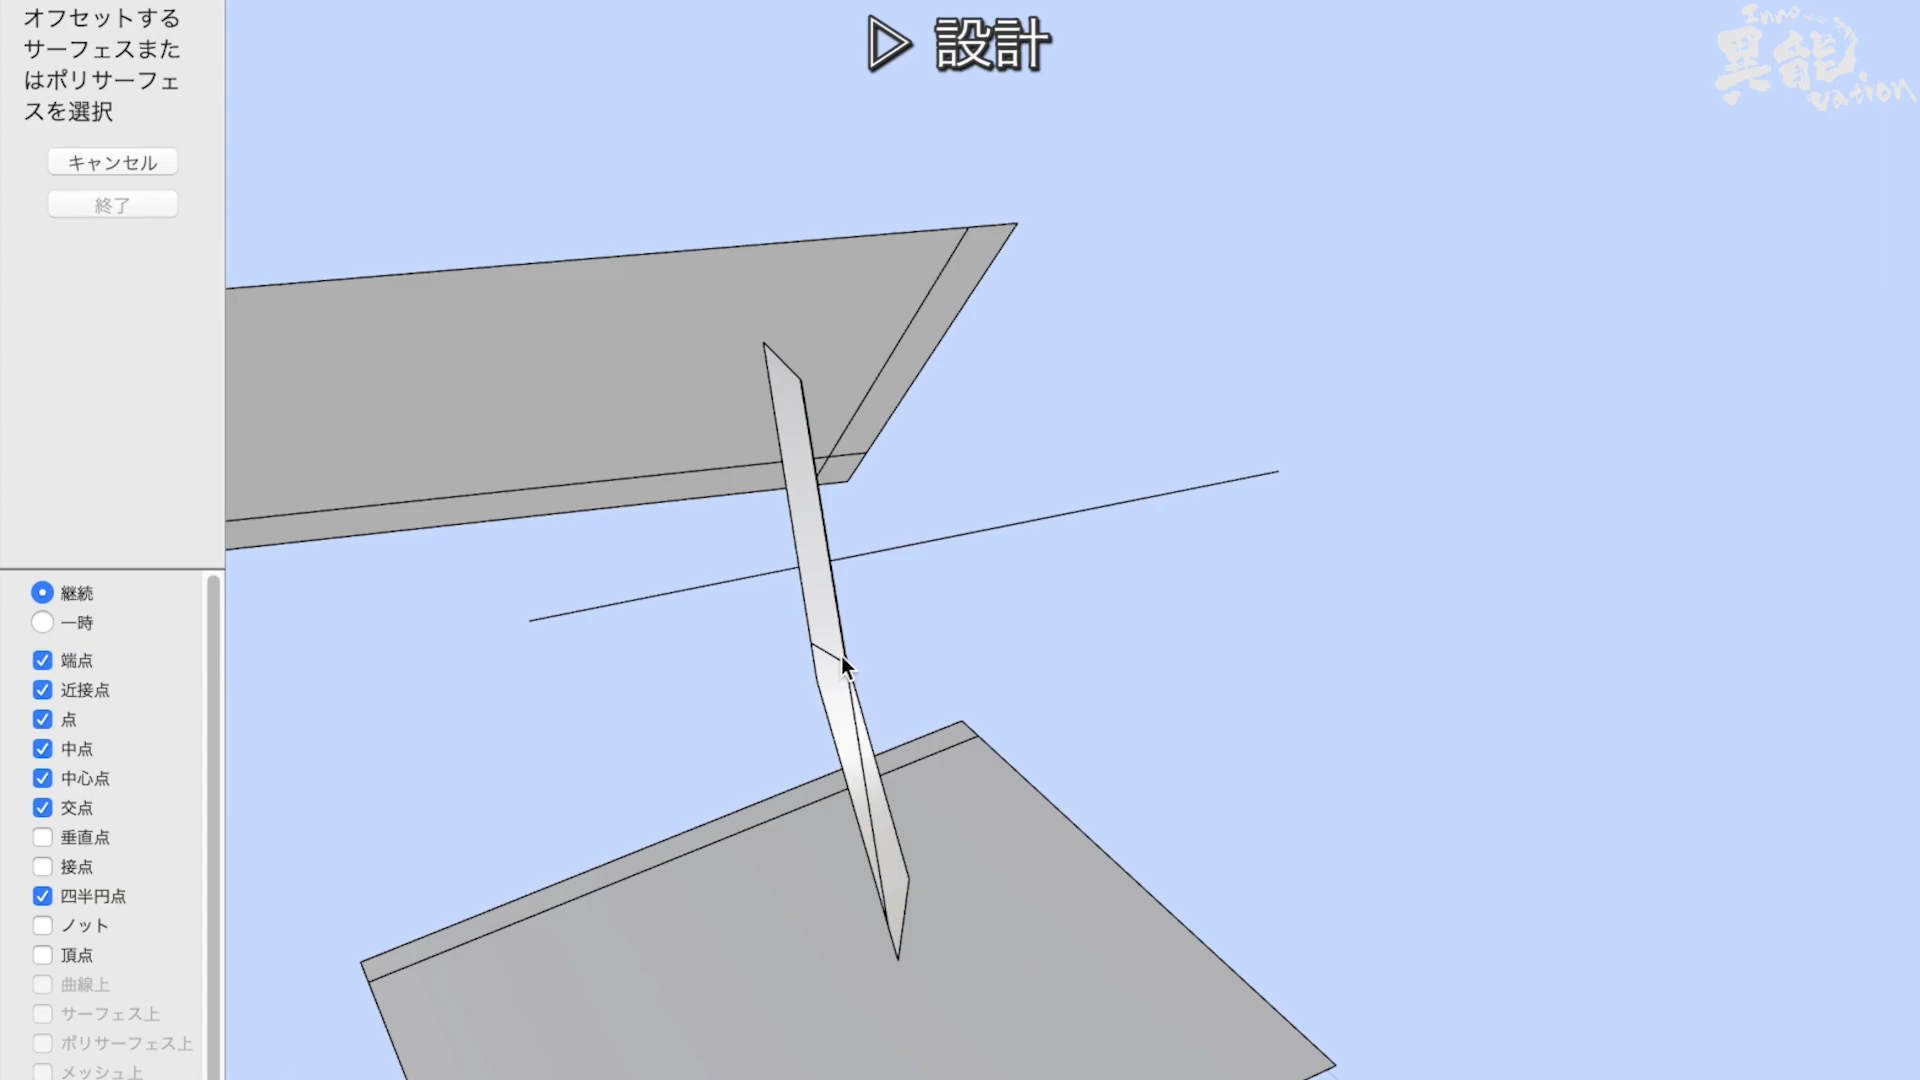 オフセットする
サーフェスまた
はポリサーフェ
スを選択
キャンセル
終了
設計
Inno
異能
vation
継続
一時
端点
近接点
点
中点
中心点
交点
垂直点
接点
四半円点
ノット
頂点
曲線上
サーフェス上
ポリサーフェス上
メッシュ上